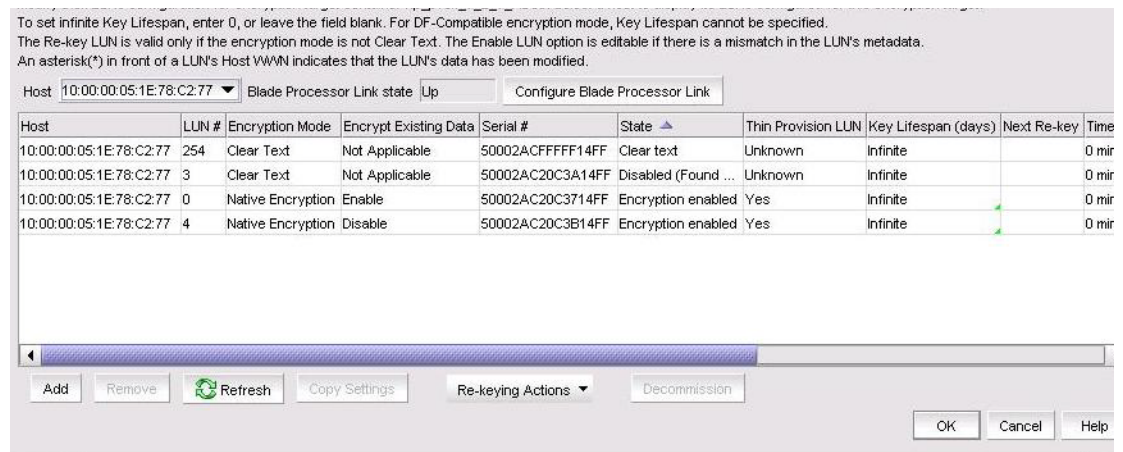 To set infinite Key Lifespan, enter 0, or leave the field blank. For DF-Compatible encryption mode, Key Lifespan cannot be specified.
The Re-key LUN is valid only if the encryption mode is not Clear Text. The Enable LUN option is editable if there is a mismatch in the LUN's metadata.
An asterisk(*) in front of a LUN's Host WWN indicates that the LUN's data has been modified.
Host 10:00:00:05:1E:78:C2:77 Blade Processor Link state Up Configure Blade Processor Link
Host LUN # Encryption Mode Encrypt Existing Data Serial # State Thin Provision LUN Key Lifespan (days) Next Re-key Time
10:00:00:05:1E:78:C2:77 254 Clear Text Not Applicable 50002ACFFFFF14FF Clear text Unknown Infinite 0 mir
10:00:00:05:1E:78:C2:77 3 Clear Text Not Applicable 50002AC20C3A14FF Disabled (Found ... Unknown Infinite 0 mir
10:00:00:05:1E:78:C2:77 0 Native Encryption Enable 50002AC20C3714FF Encryption enabled Yes Infinite 0 mir
10:00:00:05:1E:78:C2:77 4 Native Encryption Disable 50002AC20C3B14FF Encryption enabled Yes Infinite 0 mir
Add Remove Refresh Copy Settings Re-keying Actions Decommission
OK Cancel Help